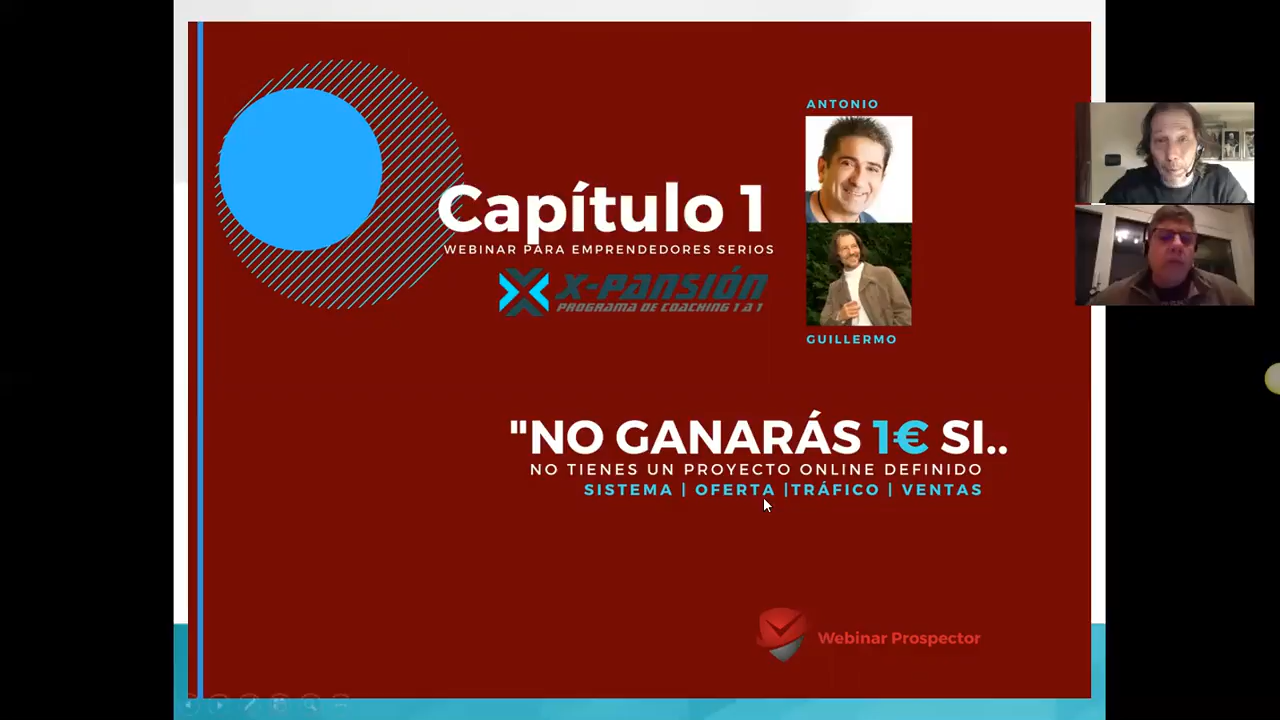 ANTONIO
Capítulo 1
WEBINAR PARA EMPRENDEDORES SERIOS
X-PANSIÓN
PROGRAMA DE COACHING 1 A 1
GUILLERMO
"NO GANARÁS 1€ SI..
NO TIENES UN PROYECTO ONLINE DEFINIDO
SISTEMA | OFERTA |TRÁFICO | VENTAS
Webinar Prospector